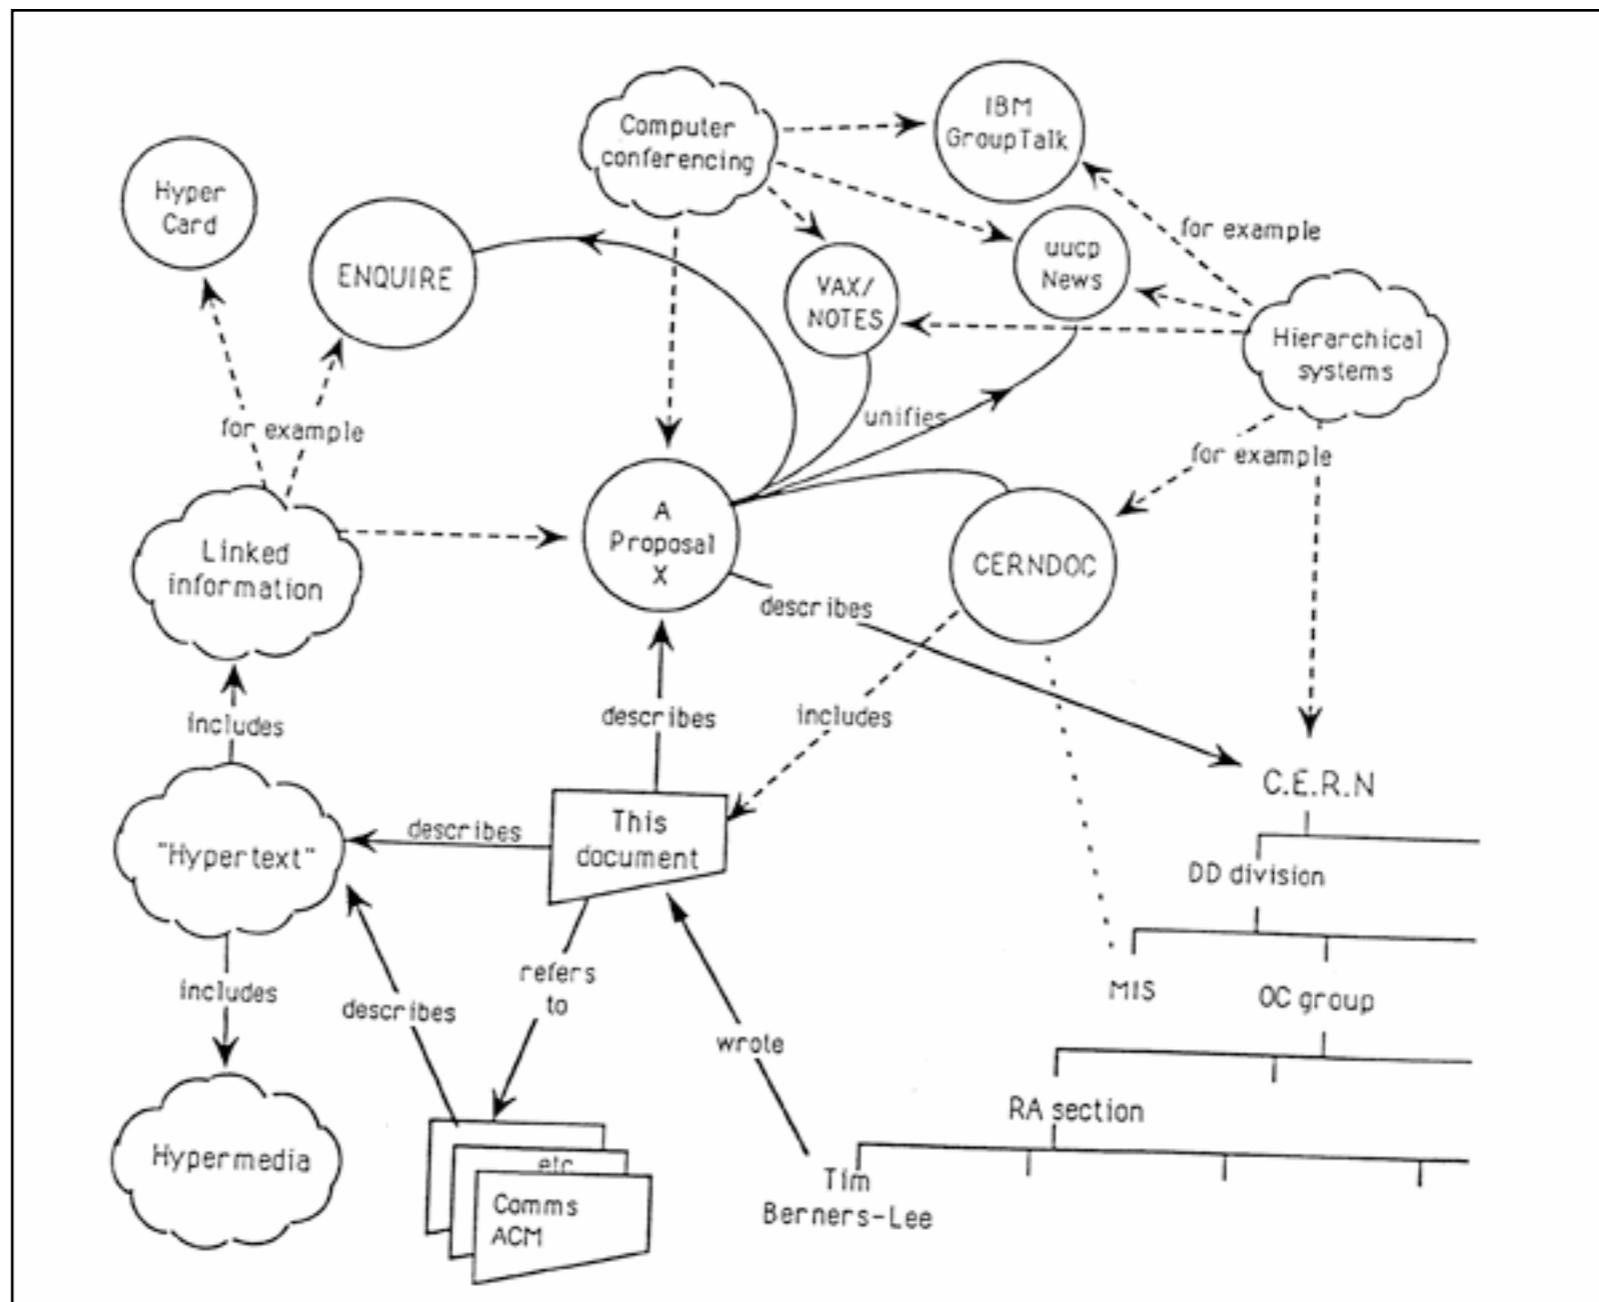 IBM
GroupTalk
Computer
conferencing
Hyper
Card
for example
uucp
News
ENQUIRE
VAX/
NOTES
Hierarchical
systems
unifies
for example
for example
A
Proposal
X
Linked
information
CERNDOC
describes
includes
describes
includes
C.E.R.N
This
document
describes
"Hypertext"
DD division
refers
to
includes
describes
MIS
OC group
wrote
RA section
Hypermedia
etc
Comms
ACM
Tim
Berners-Lee